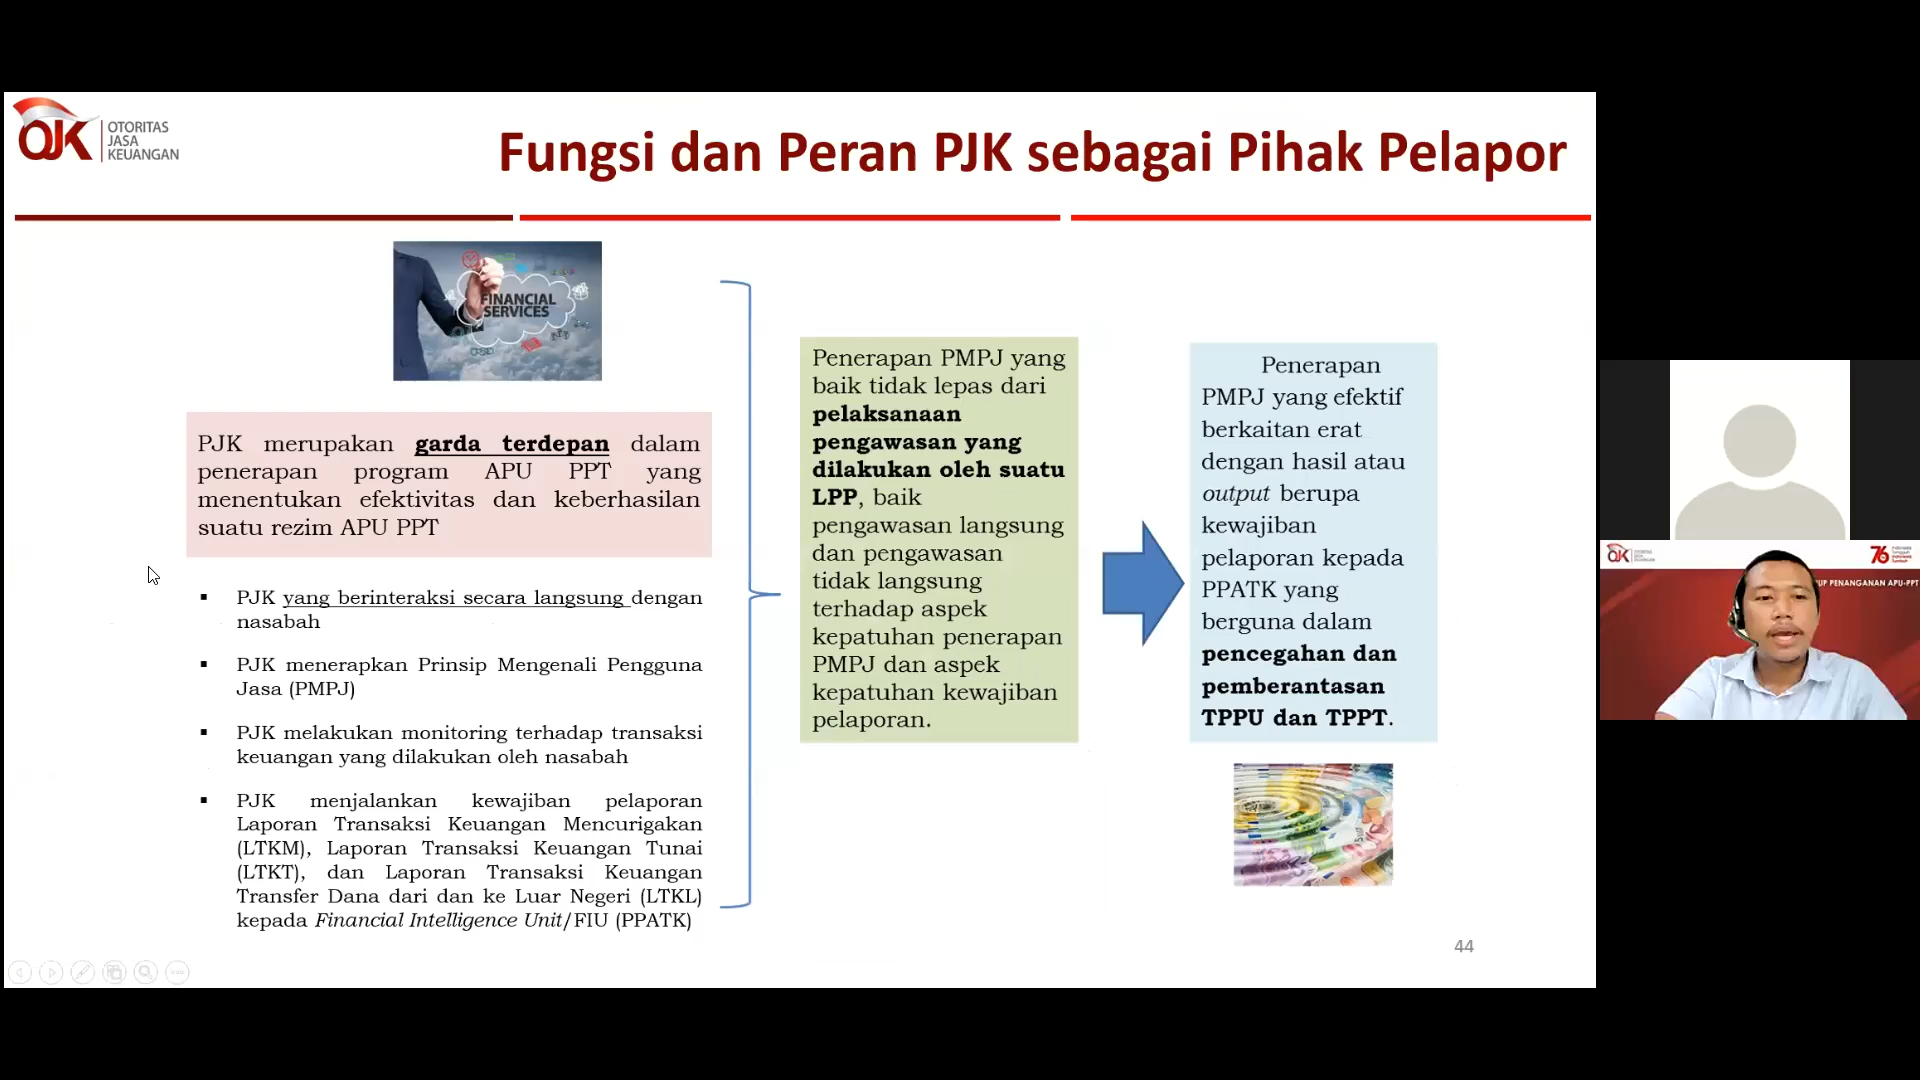 OJK
OTORITAS
JASA
KEUANGAN
Fungsi dan Peran PJK sebagai Pihak Pelapor
FINANCIAL
SERVICES
PJK merupakan garda terdepan dalam
penerapan program APU PPT yang
menentukan efektivitas dan keberhasilan
suatu rezim APU PPT
▪ PJK yang berinteraksi secara langsung dengan
nasabah
▪ PJK menerapkan Prinsip Mengenali Pengguna
Jasa (PMPJ)
▪ PJK melakukan monitoring terhadap transaksi
keuangan yang dilakukan oleh nasabah
▪ PJK menjalankan kewajiban pelaporan
Laporan Transaksi Keuangan Mencurigakan
(LTKM), Laporan Transaksi Keuangan Tunai
(LTKT), dan Laporan Transaksi Keuangan
Transfer Dana dari dan ke Luar Negeri (LTKL)
kepada Financial Intelligence Unit/FIU (PPATK)
Penerapan PMPJ yang
baik tidak lepas dari
pelaksanaan
pengawasan yang
dilakukan oleh suatu
LPP, baik
pengawasan langsung
dan pengawasan
tidak langsung
terhadap aspek
kepatuhan penerapan
PMPJ dan aspek
kepatuhan kewajiban
pelaporan.
Penerapan
PMPJ yang efektif
berkaitan erat
dengan hasil atau
output berupa
kewajiban
pelaporan kepada
PPATK yang
berguna dalam
pencegahan dan
pemberantasan
TPPU dan TPPT.
44
OJK
76
UP PENANGANAN APU-PPT